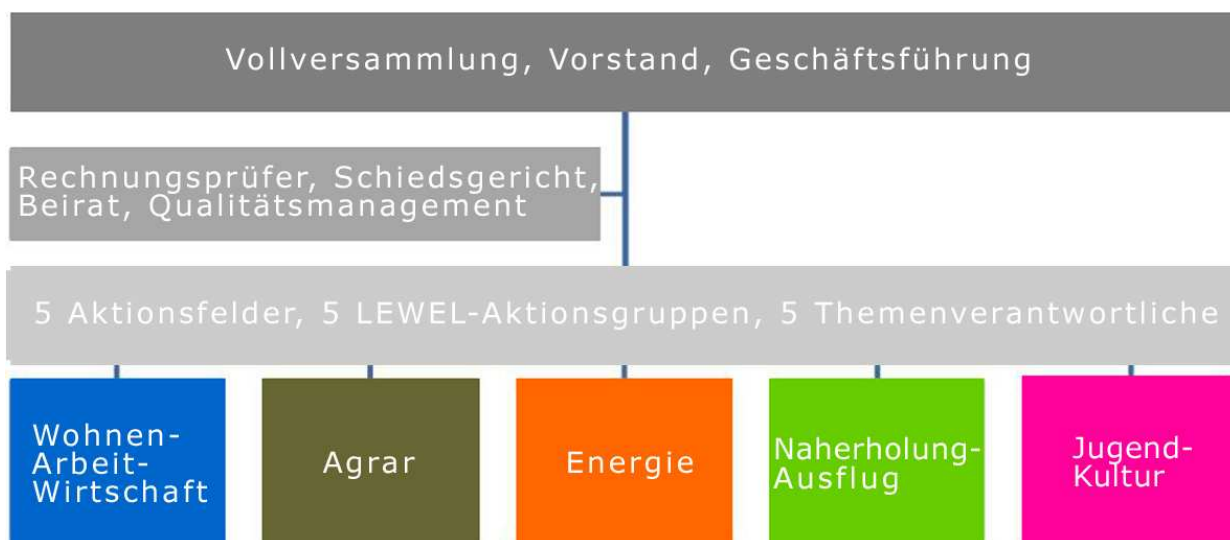 Vollversammlung, Vorstand, Geschäftsführung
Rechnungsprüfer, Schiedsgericht,
Beirat, Qualitätsmanagement
5 Aktionsfelder, 5 LEWEL-Aktionsgruppen, 5 Themenverantwortliche
Wohnen-
Arbeit-
Wirtschaft
Agrar
Energie
Naherholung-
Ausflug
Jugend-
Kultur